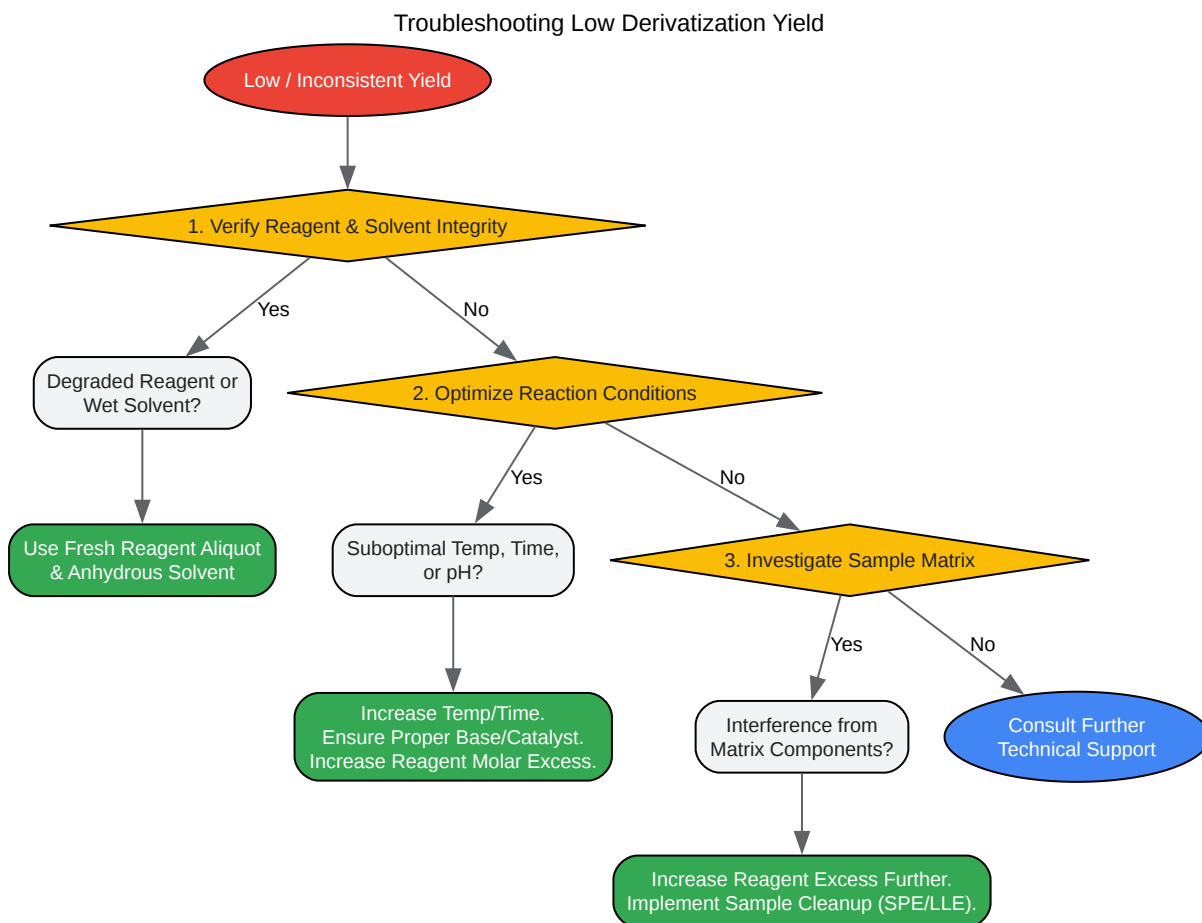 Troubleshooting Low Derivatization Yield
Low / Inconsistent Yield
1. Verify Reagent & Solvent Integrity
Yes
No
Degraded Reagent or
Wet Solvent?
2. Optimize Reaction Conditions
Yes
No
Use Fresh Reagent Aliquot
& Anhydrous Solvent
Suboptimal Temp, Time,
or pH?
3. Investigate Sample Matrix
Yes
No
Increase Temp/Time.
Ensure Proper Base/Catalyst.
Increase Reagent Molar Excess.
Interference from
Matrix Components?
Consult Further
Technical Support
Increase Reagent Excess Further.
Implement Sample Cleanup (SPE/LLE).